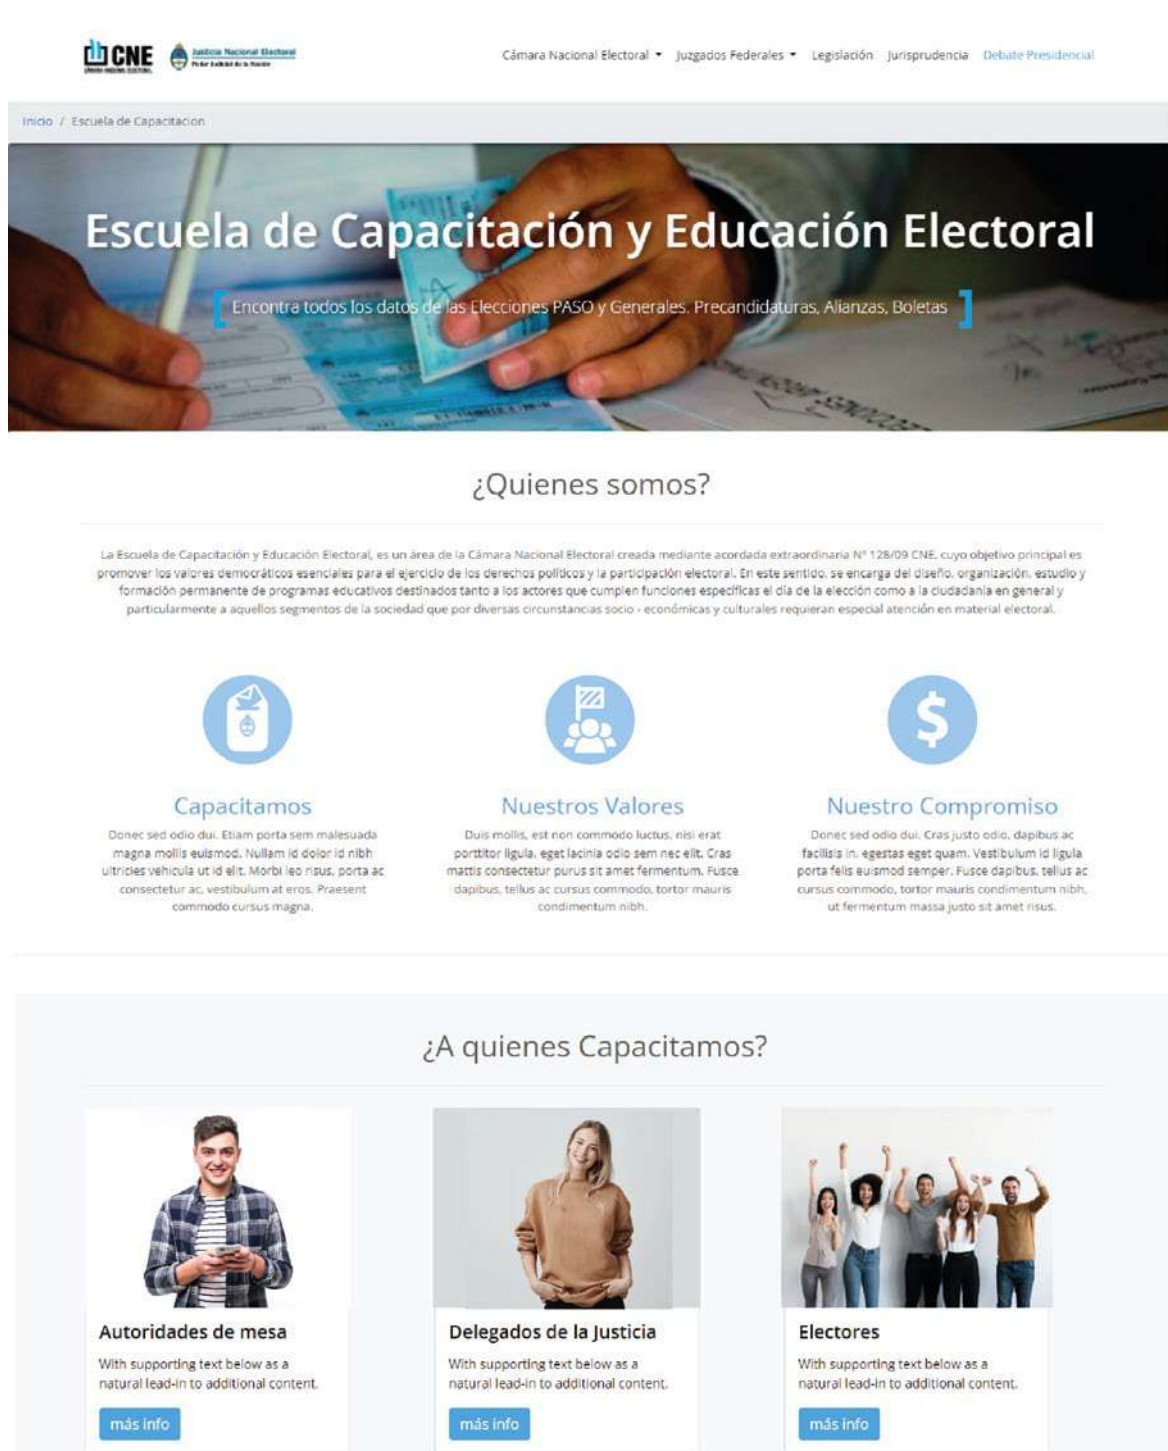 CNE
CÁMARA NACIONAL ELECTORAL
Justicia Nacional Electoral
Poder Judicial de la Nación
Cámara Nacional Electoral
Juzgados Federales
Legislación
Jurisprudencia
Debate Presidencial
Inicio / Escuela de Capacitacion
Escuela de Capacitación y Educación Electoral
[ Encontra todos los datos de las Elecciones PASO y Generales. Precandidaturas, Alianzas, Boletas ]
¿Quienes somos?
La Escuela de Capacitación y Educación Electoral, es un área de la Cámara Nacional Electoral creada mediante acordada extraordinaria N° 128/09 CNE, cuyo objetivo principal es
promover los valores democráticos esenciales para el ejercicio de los derechos políticos y la participación electoral. En este sentido, se encarga del diseño, organización, estudio y
formación permanente de programas educativos destinados tanto a los actores que cumplen funciones específicas el día de la elección como a la ciudadanía en general y
particularmente a aquellos segmentos de la sociedad que por diversas circunstancias socio - económicas y culturales requieran especial atención en material electoral.
Capacitamos
Donec sed odio dui. Etiam porta sem malesuada
magna mollis euismod. Nullam id dolor id nibh
ultricies vehicula ut id elit. Morbi leo risus, porta ac
consectetur ac, vestibulum at eros. Praesent
commodo cursus magna.
Nuestros Valores
Duis mollis, est non commodo luctus, nisi erat
porttitor ligula, eget lacinia odio sem nec elit. Cras
mattis consectetur purus sit amet fermentum. Fusce
dapibus, tellus ac cursus commodo, tortor mauris
condimentum nibh.
$
Nuestro Compromiso
Donec sed odio dui. Cras justo odio, dapibus ac
facilisis in, egestas eget quam. Vestibulum id ligula
porta felis euismod semper. Fusce dapibus, tellus ac
cursus commodo, tortor mauris condimentum nibh,
ut fermentum massa justo sit amet risus.
¿A quienes Capacitamos?
Autoridades de mesa
With supporting text below as a
natural lead-in to additional content.
más info
Delegados de la Justicia
With supporting text below as a
natural lead-in to additional content.
más info
Electores
With supporting text below as a
natural lead-in to additional content.
más info